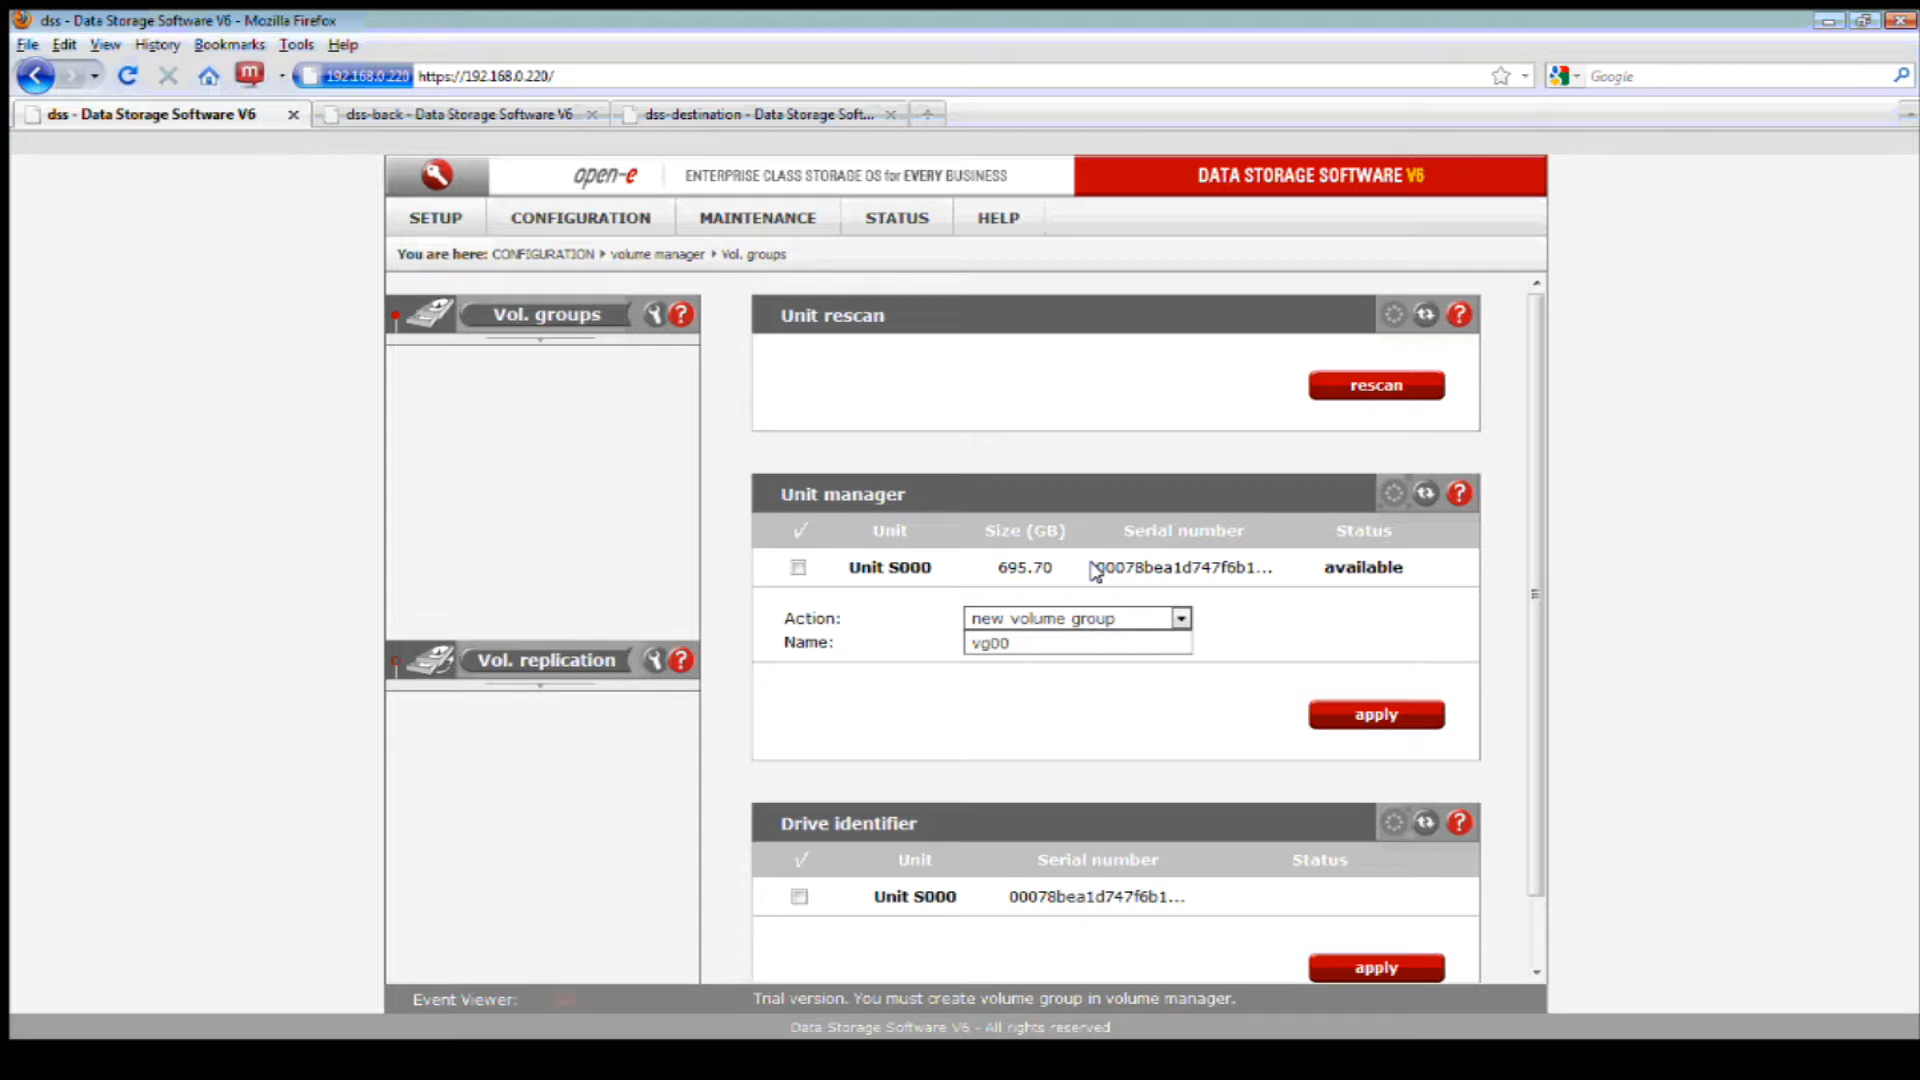 dss - Data Storage Software V6 - Mozilla Firefox
File Edit View History Bookmarks Tools Help
192.168.0.220 https://192.168.0.220/
Google
dss - Data Storage Software V6
dss-back - Data Storage Software V6
dss-destination - Data Storage Soft...
open-e ENTERPRISE CLASS STORAGE OS for EVERY BUSINESS DATA STORAGE SOFTWARE V6
SETUP CONFIGURATION MAINTENANCE STATUS HELP
You are here: CONFIGURATION volume manager Vol. groups
Vol. groups
Vol. replication
Unit rescan
rescan
Unit manager
Unit Size (GB) Serial number Status
Unit S000 695.70 00078bea1d747f6b1... available
Action: new volume group
Name: vg00
apply
Drive identifier
Unit Serial number Status
Unit S000 00078bea1d747f6b1...
apply
Event Viewer: Trial version. You must create volume group in volume manager.
Data Storage Software V6 - All rights reserved